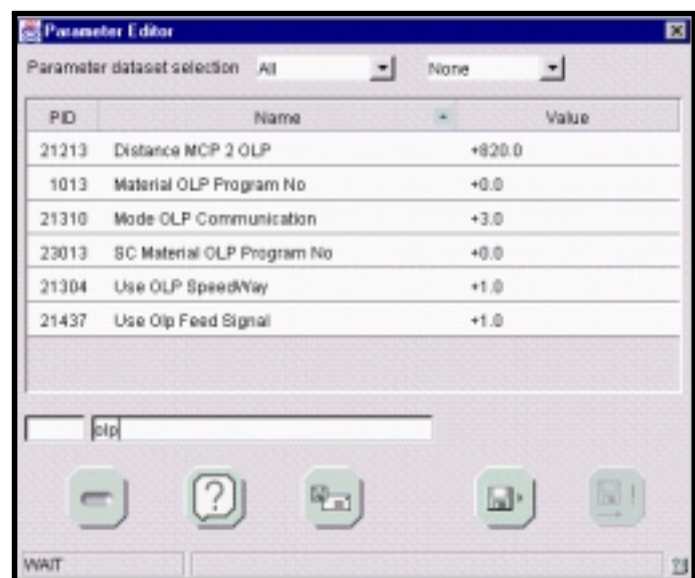 Parameter Editor
Parameter dataset selection All None
PID Name Value
21213 Distance MCP 2 OLP +820.0
1013 Material OLP Program No +0.0
21310 Mode OLP Communication +3.0
23013 SC Material OLP Program No +0.0
21304 Use OLP SpeedWay +1.0
21437 Use Olp Feed Signal +1.0
olp
?
WAIT